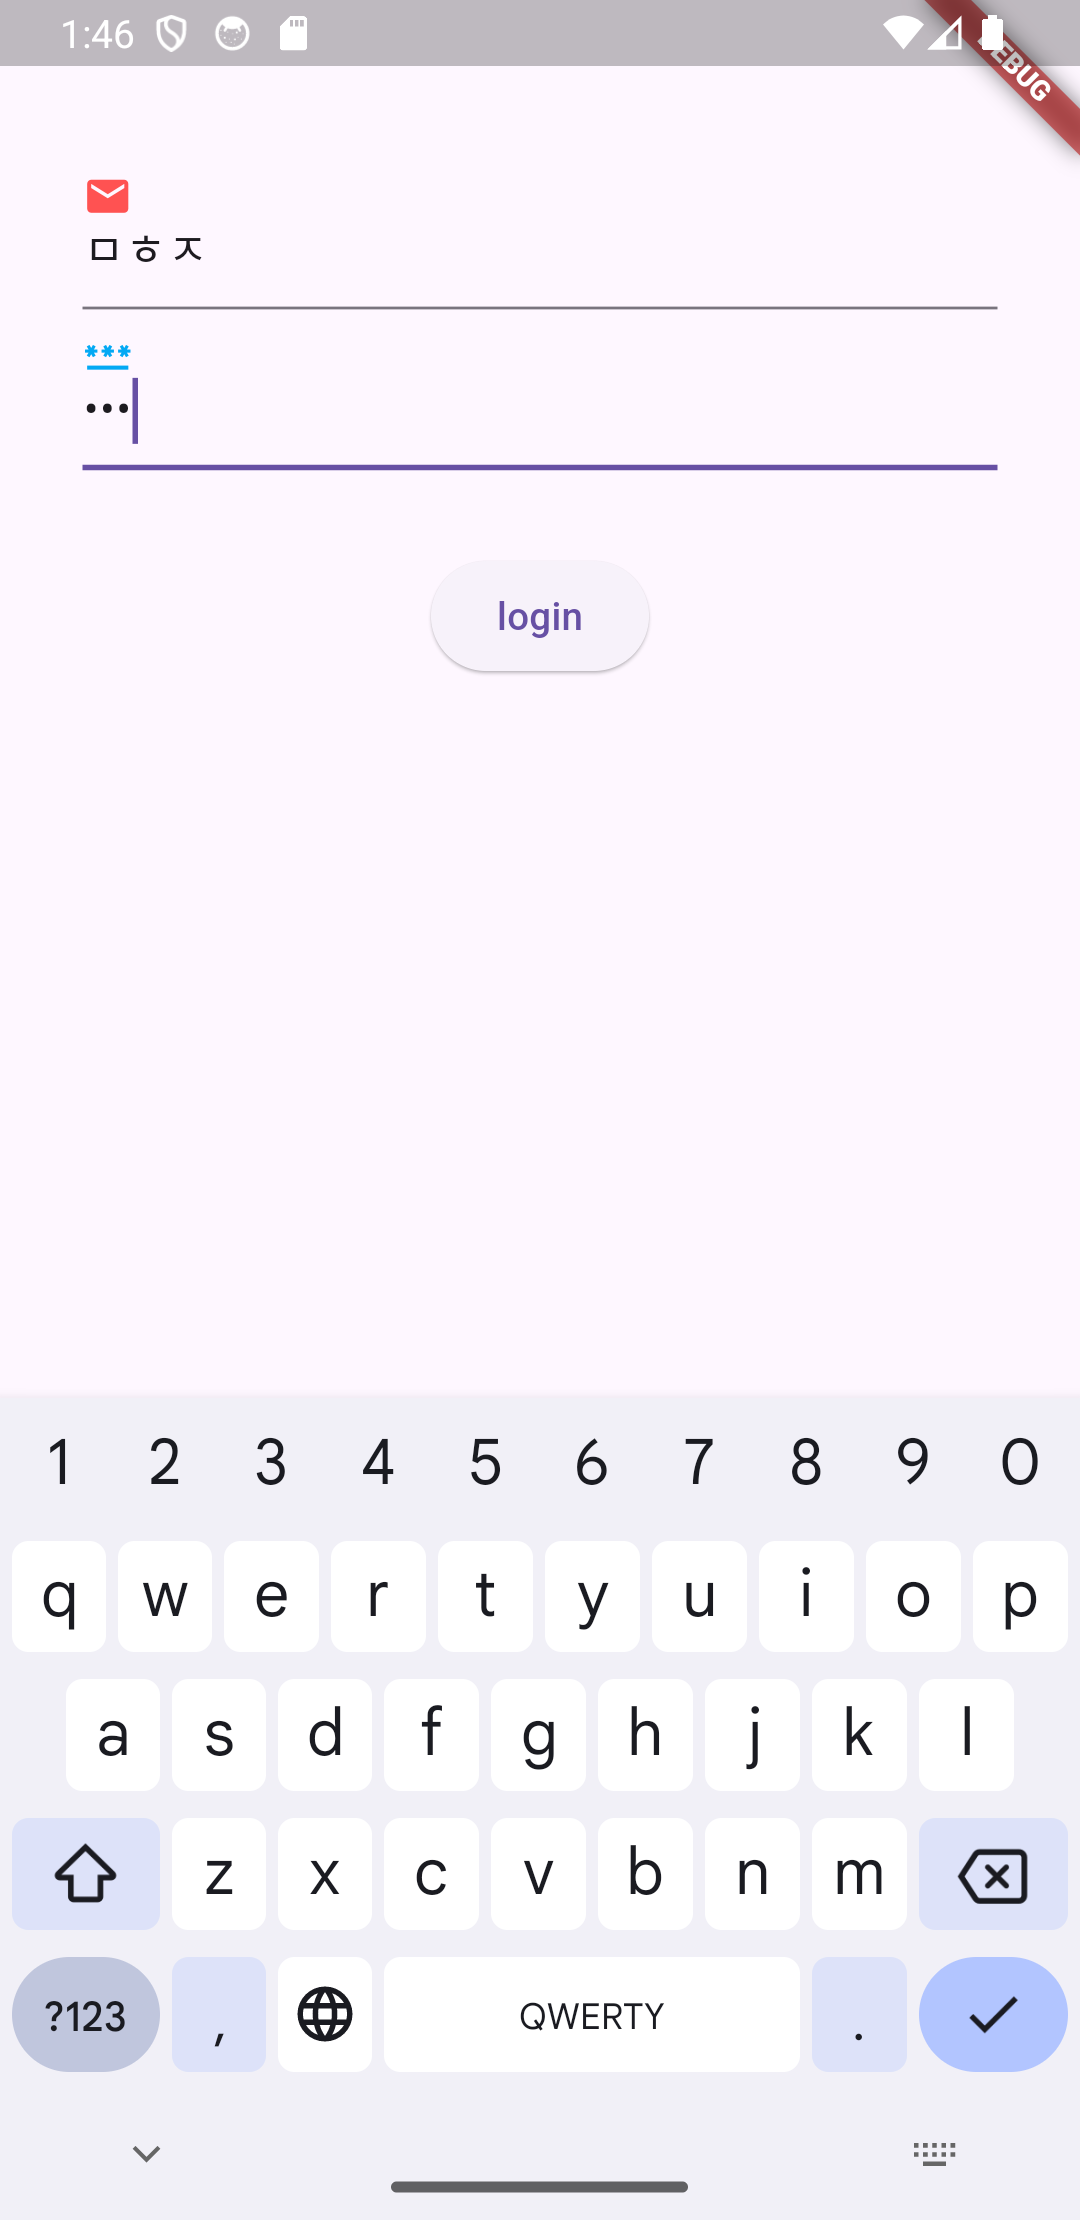 1:46
DEBUG
ㅁㅎㅈ
***
•••
login
1 2 3 4 5 6 7 8 9 0
q w e r t y u i o p
a s d f g h j k l
z x c v b n m
?123 , QWERTY .